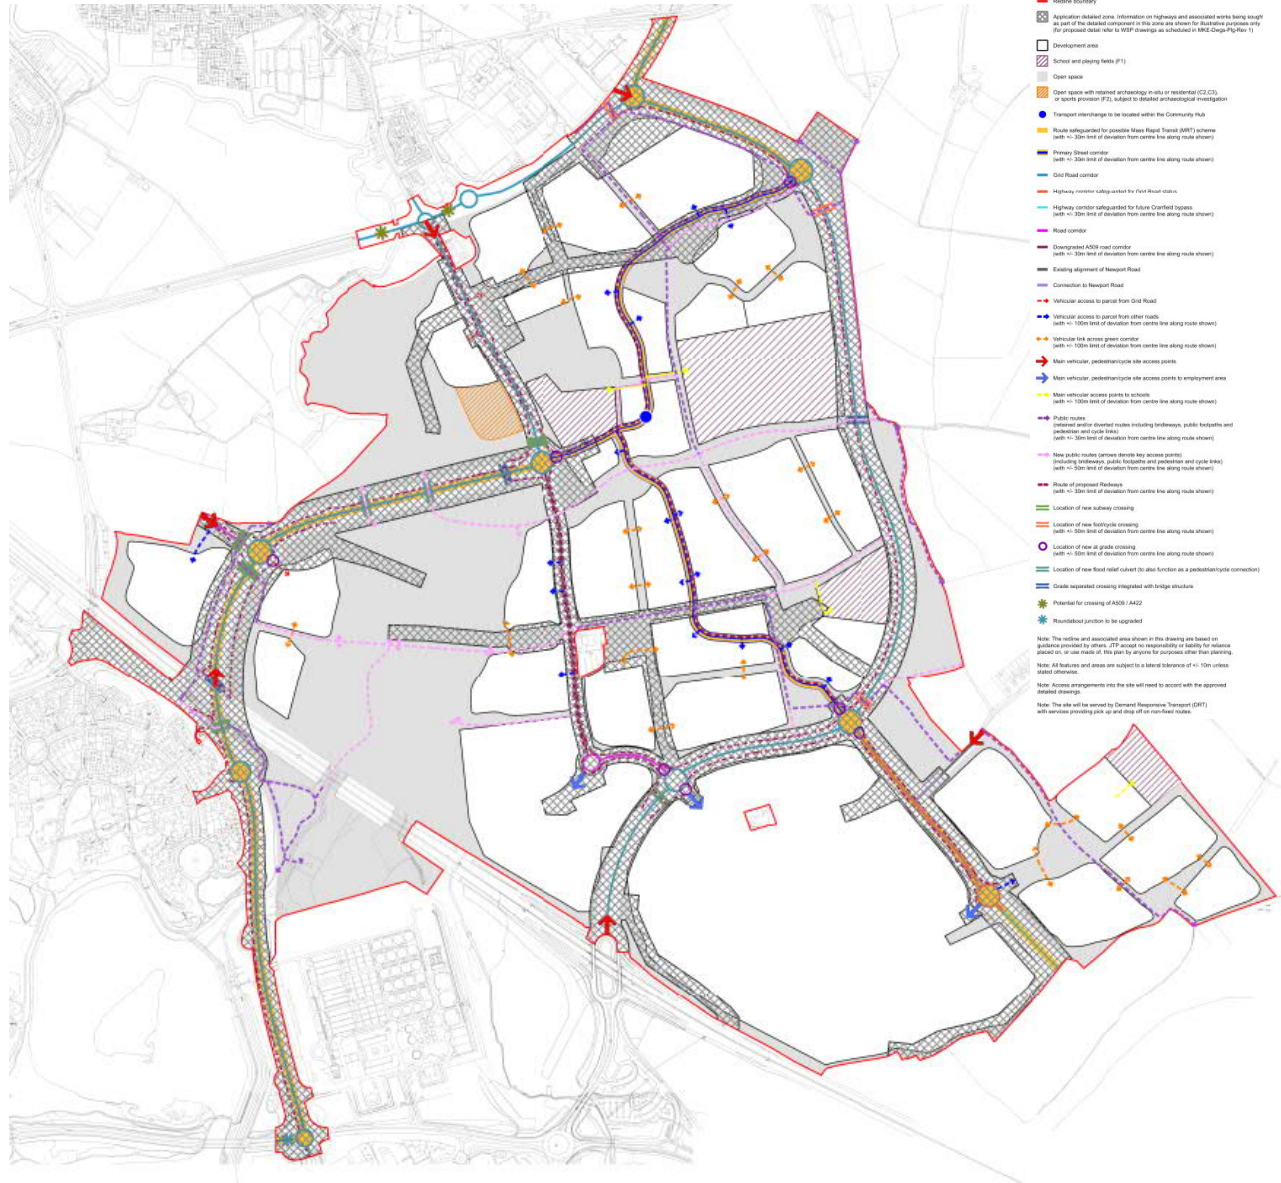 Redline boundary
Application detailed zone. Information on highways and associated works being sought
as part of the detailed component in this zone are shown for illustrative purposes only
(for proposed detail refer to WSP drawings as scheduled in MKE-Dwgs-Plg-Rev 1)
Development area
School and playing fields (F1)
Open space
Open space with retained archaeology in-situ or residential (C2,C3),
or sports provision (F2), subject to detailed archaeological investigation
Transport interchange to be located within the Community Hub
Route safeguarded for possible Mass Rapid Transit (MRT) scheme
(with +/- 30m limit of deviation from centre line along route shown)
Primary Street corridor
(with +/- 30m limit of deviation from centre line along route shown)
Grid Road corridor
Highway corridor safeguarded for Grid Road status
Highway corridor safeguarded for future Cranfield bypass
(with +/- 30m limit of deviation from centre line along route shown)
Road corridor
Downgraded A509 road corridor
(with +/- 30m limit of deviation from centre line along route shown)
Existing alignment of Newport Road
Connection to Newport Road
Vehicular access to parcel from Grid Road
Vehicular access to parcel from other roads
(with +/- 100m limit of deviation from centre line along route shown)
Vehicular link across green corridor
(with +/- 100m limit of deviation from centre line along route shown)
Main vehicular, pedestrian/cycle site access points
Main vehicular, pedestrian/cycle site access points to employment area
Main vehicular access points to schools
(with +/- 100m limit of deviation from centre line along route shown)
Public routes
(retained and/or diverted routes including bridleways, public footpaths and
pedestrian and cycle links)
(with +/- 30m limit of deviation from centre line along route shown)
New public routes (arrows denote key access points)
(including bridleways, public footpaths and pedestrian and cycle links)
(with +/- 50m limit of deviation from centre line along route shown)
Route of proposed Redways
(with +/- 30m limit of deviation from centre line along route shown)
Location of new subway crossing
Location of new foot/cycle crossing
(with +/- 50m limit of deviation from centre line along route shown)
Location of new at grade crossing
(with +/- 50m limit of deviation from centre line along route shown)
Location of new flood relief culvert (to also function as a pedestrian/cycle connection)
Grade separated crossing integrated with bridge structure
Potential for crossing of A509 / A422
Roundabout junction to be upgraded
Note: The redline and associated area shown in this drawing are based on
guidance provided by others. JTP accept no responsibility or liability for reliance
placed on, or use made of, this plan by anyone for purposes other than planning.
Note: All features and areas are subject to a lateral tolerance of +/- 10m unless
stated otherwise.
Note: Access arrangements into the site will need to accord with the approved
detailed drawings.
Note: The site will be served by Demand Responsive Transport (DRT)
with services providing pick up and drop off on non-fixed routes.